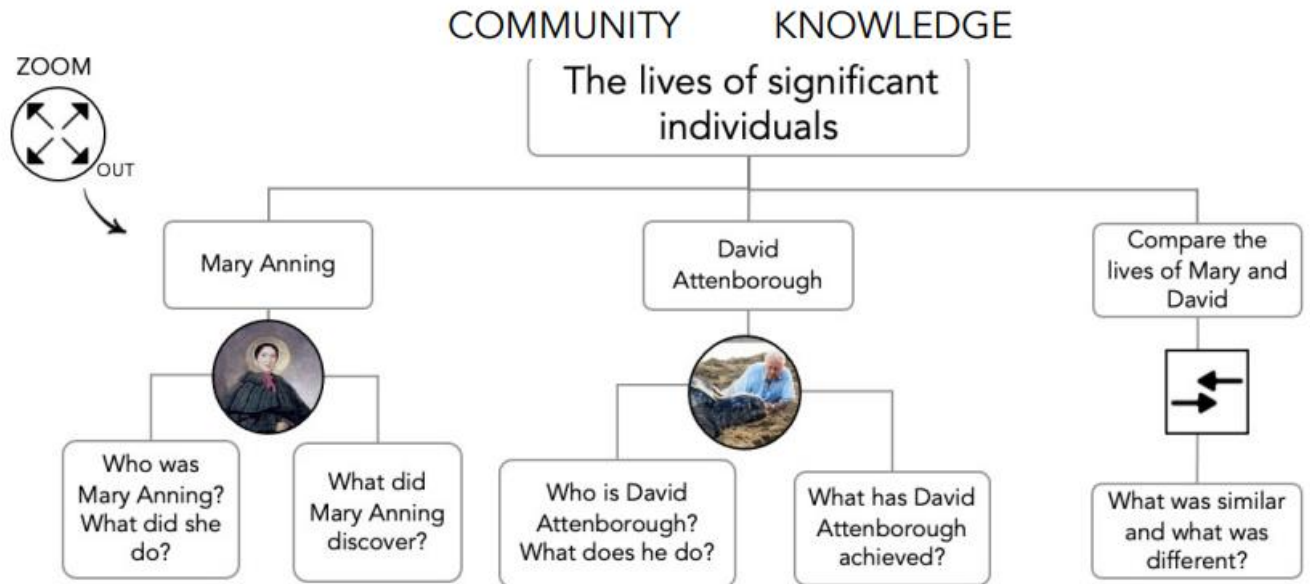 COMMUNITY KNOWLEDGE
ZOOM
OUT
The lives of significant
individuals
Mary Anning
David
Attenborough
Compare the
lives of Mary and
David
Who was
Mary Anning?
What did she
do?
What did
Mary Anning
discover?
Who is David
Attenborough?
What does he do?
What has David
Attenborough
achieved?
What was similar
and what was
different?